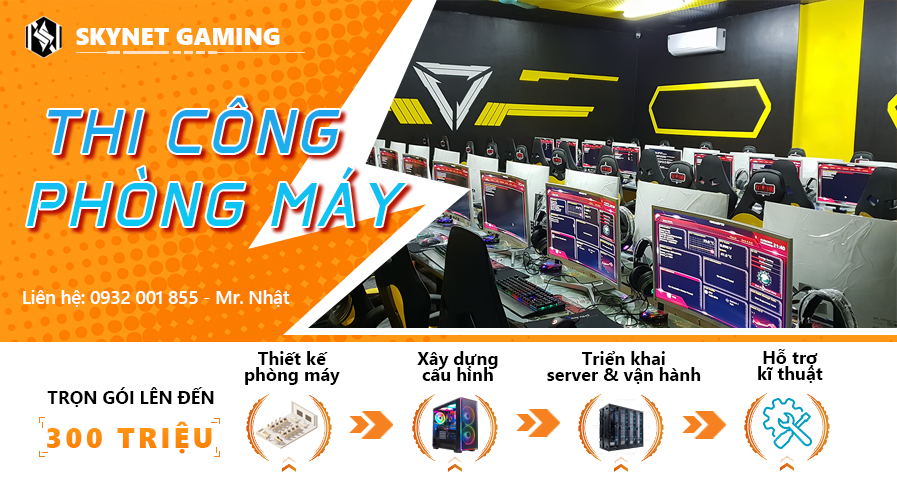 SKYNET GAMING
THI CÔNG
PHÒNG MÁY
Liên hệ: 0932 001 855 - Mr. Nhật
TRỌN GÓI LÊN ĐẾN
300 TRIỆU
Thiết kế
phòng máy
Xây dựng
cấu hình
Triển khai
server & vận hành
Hỗ trợ
kĩ thuật